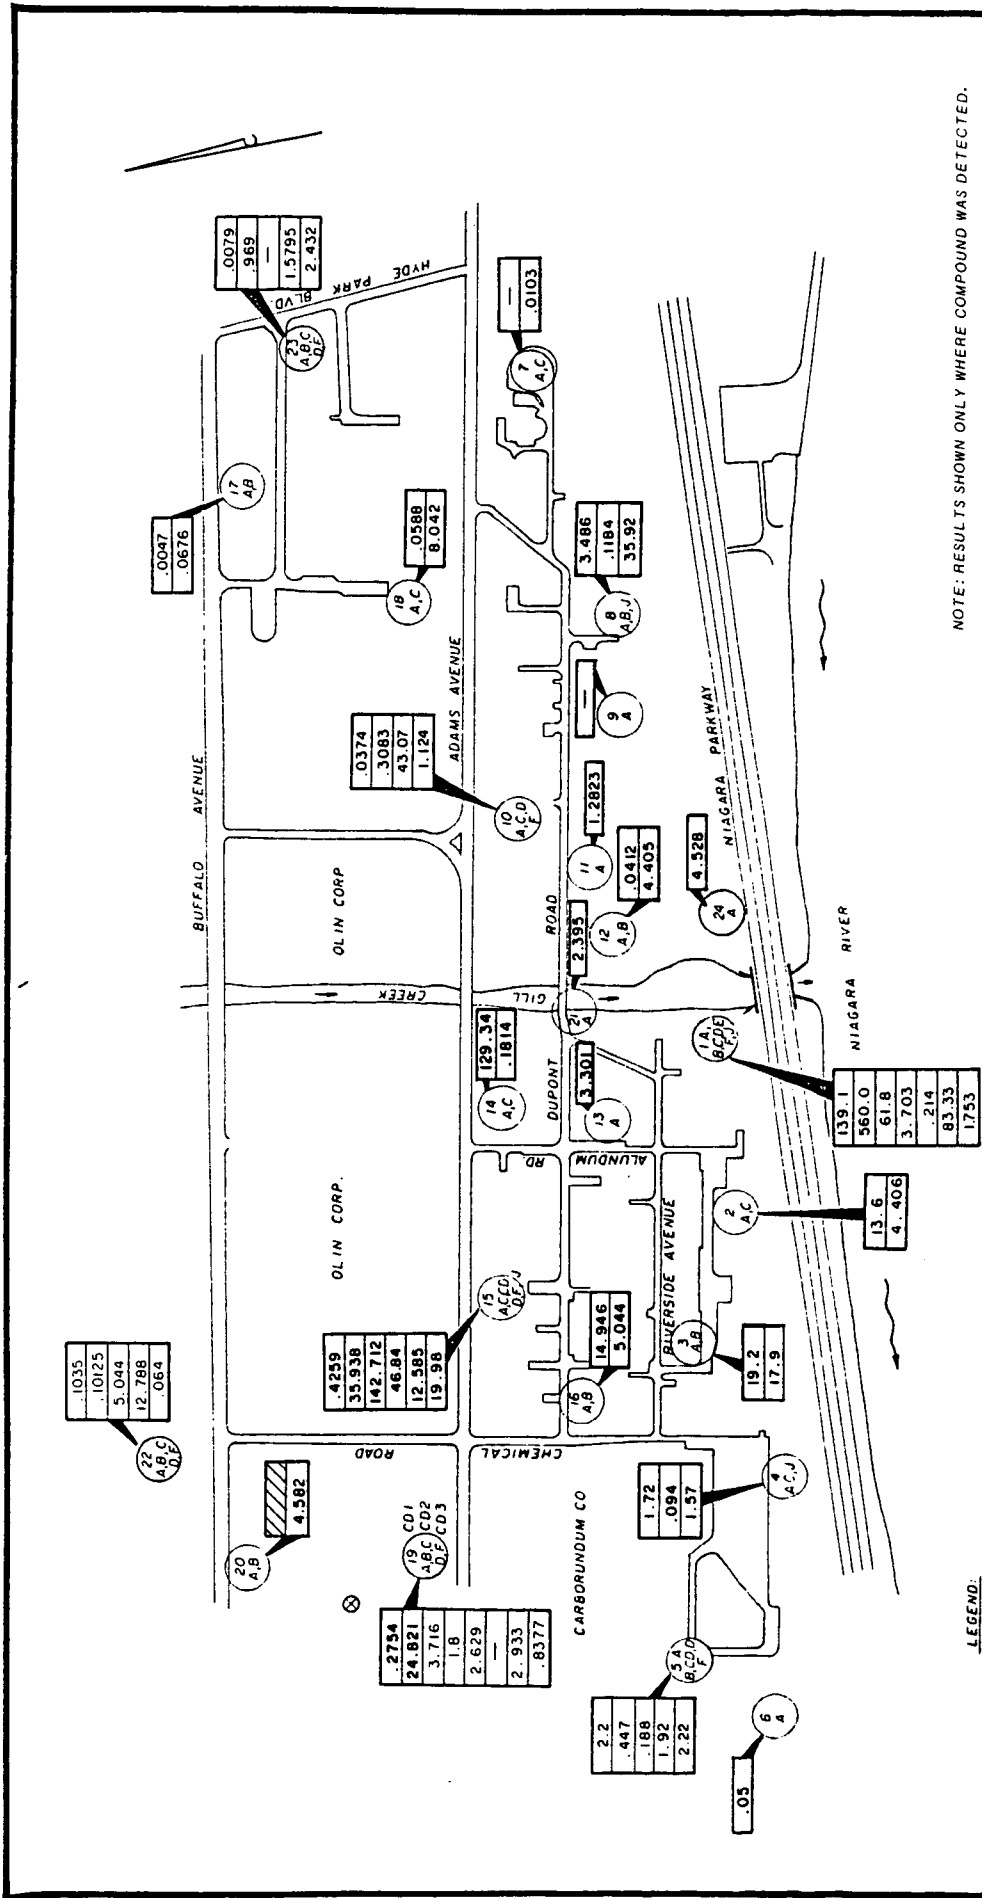 .1035
.10125
5.044
12.788
.064
22
A,B,C
D,F
.0047
.0676
17
A,B
.0079
.969
—
1.5795
2.432
23
A,B,C
D,F
HYDE PARK BLVD.
BUFFALO AVENUE
20
A,B
4.582
OLIN CORP.
OLIN CORP
.0588
8.042
18
A,C
.0374
.3083
43.07
1.124
10
A,C,D
F
ADAMS AVENUE
CHEMICAL ROAD
19
A,B,C
D,F
CD1
CD2
CD3
.2754
24.821
3.716
1.8
2.629
—
2.933
.8377
.4259
35.938
142.712
46.84
12.585
19.98
15
A,C,CD
D,F,J
129.34
.1814
14
A,C
GILL CREEK
—
.0103
7
A,C
DUPONT ROAD
ALUNDUM RD
CARBORUNDUM CO
14.946
5.044
16
A,B
3.301
13
A
2.395
21
A
1.2823
11
A
.0412
4.405
12
A,B
—
9
A
3.486
.1184
35.92
8
A,B,J
RIVERSIDE AVENUE
2.2
.447
.188
1.92
2.22
5 A
B,CD,D
F
1.72
.094
1.57
4
A,C,J
3
A,B
19.2
17.9
2
A,C
13.6
4.406
1 A,
B,C,D,E
F,J
139.1
560.0
61.8
3.703
.214
83.33
1.753
4.528
24
A
NIAGARA PARKWAY
.05
6
A
NIAGARA RIVER
LEGEND:
NOTE: RESULTS SHOWN ONLY WHERE COMPOUND WAS DETECTED.